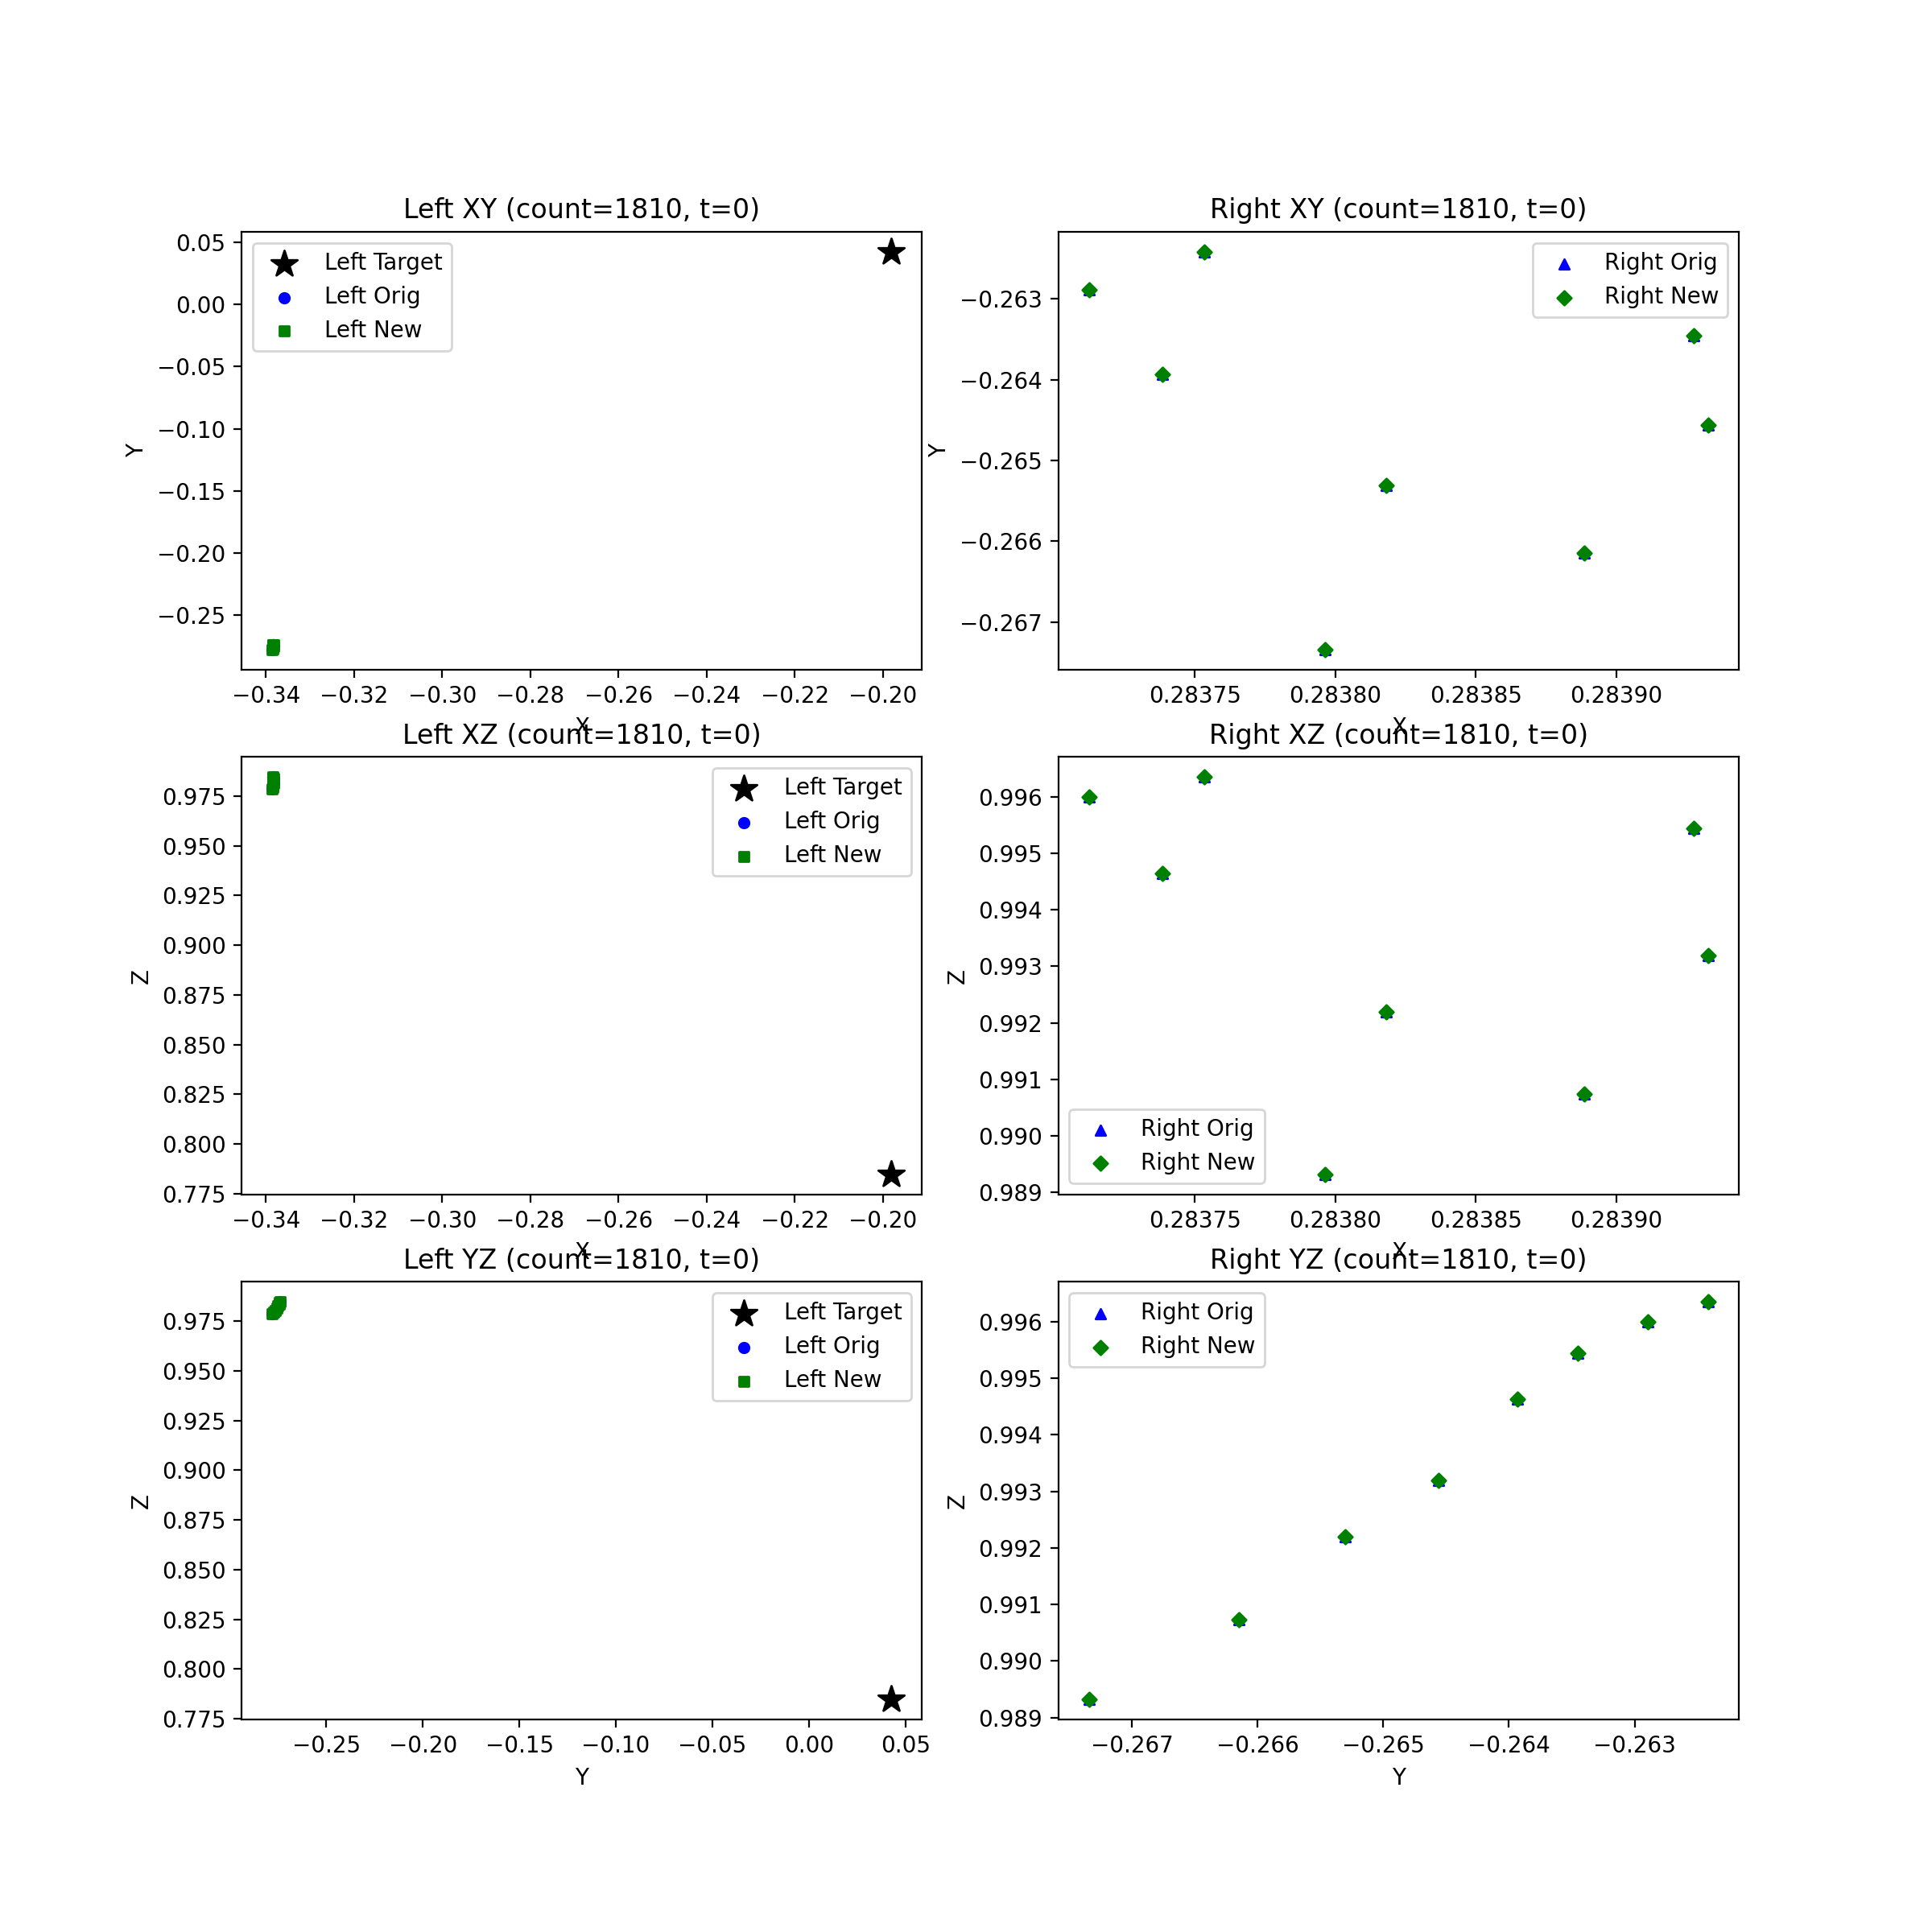 Left XY (count=1810, t=0)
0.05
0.00
−0.05
−0.10
−0.15
−0.20
−0.25
Y
Left Target
Left Orig
Left New
−0.34
−0.32
−0.30
−0.28
−0.26
−0.24
−0.22
−0.20
X
Right XY (count=1810, t=0)
−0.263
−0.264
−0.265
−0.266
−0.267
Y
Right Orig
Right New
0.28375
0.28380
0.28385
0.28390
X
Left XZ (count=1810, t=0)
0.975
0.950
0.925
0.900
0.875
0.850
0.825
0.800
0.775
Z
Left Target
Left Orig
Left New
−0.34
−0.32
−0.30
−0.28
−0.26
−0.24
−0.22
−0.20
X
Right XZ (count=1810, t=0)
0.996
0.995
0.994
0.993
0.992
0.991
0.990
0.989
Z
Right Orig
Right New
0.28375
0.28380
0.28385
0.28390
X
Left YZ (count=1810, t=0)
0.975
0.950
0.925
0.900
0.875
0.850
0.825
0.800
0.775
Z
Left Target
Left Orig
Left New
−0.25
−0.20
−0.15
−0.10
−0.05
0.00
0.05
Y
Right YZ (count=1810, t=0)
0.996
0.995
0.994
0.993
0.992
0.991
0.990
0.989
Z
Right Orig
Right New
−0.267
−0.266
−0.265
−0.264
−0.263
Y